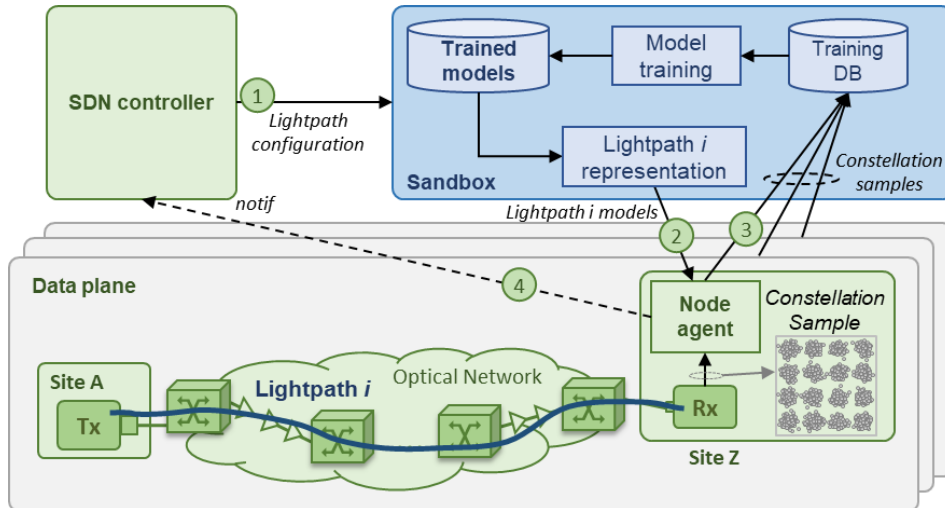 SDN controller
1
Lightpath
configuration
Trained
models
Model
training
Training
DB
Lightpath i
representation
Sandbox
Constellation
samples
notif
Lightpath i models
2
3
4
Data plane
Node
agent
Constellation
Sample
Site A
Tx
Lightpath i
Optical Network
Rx
Site Z